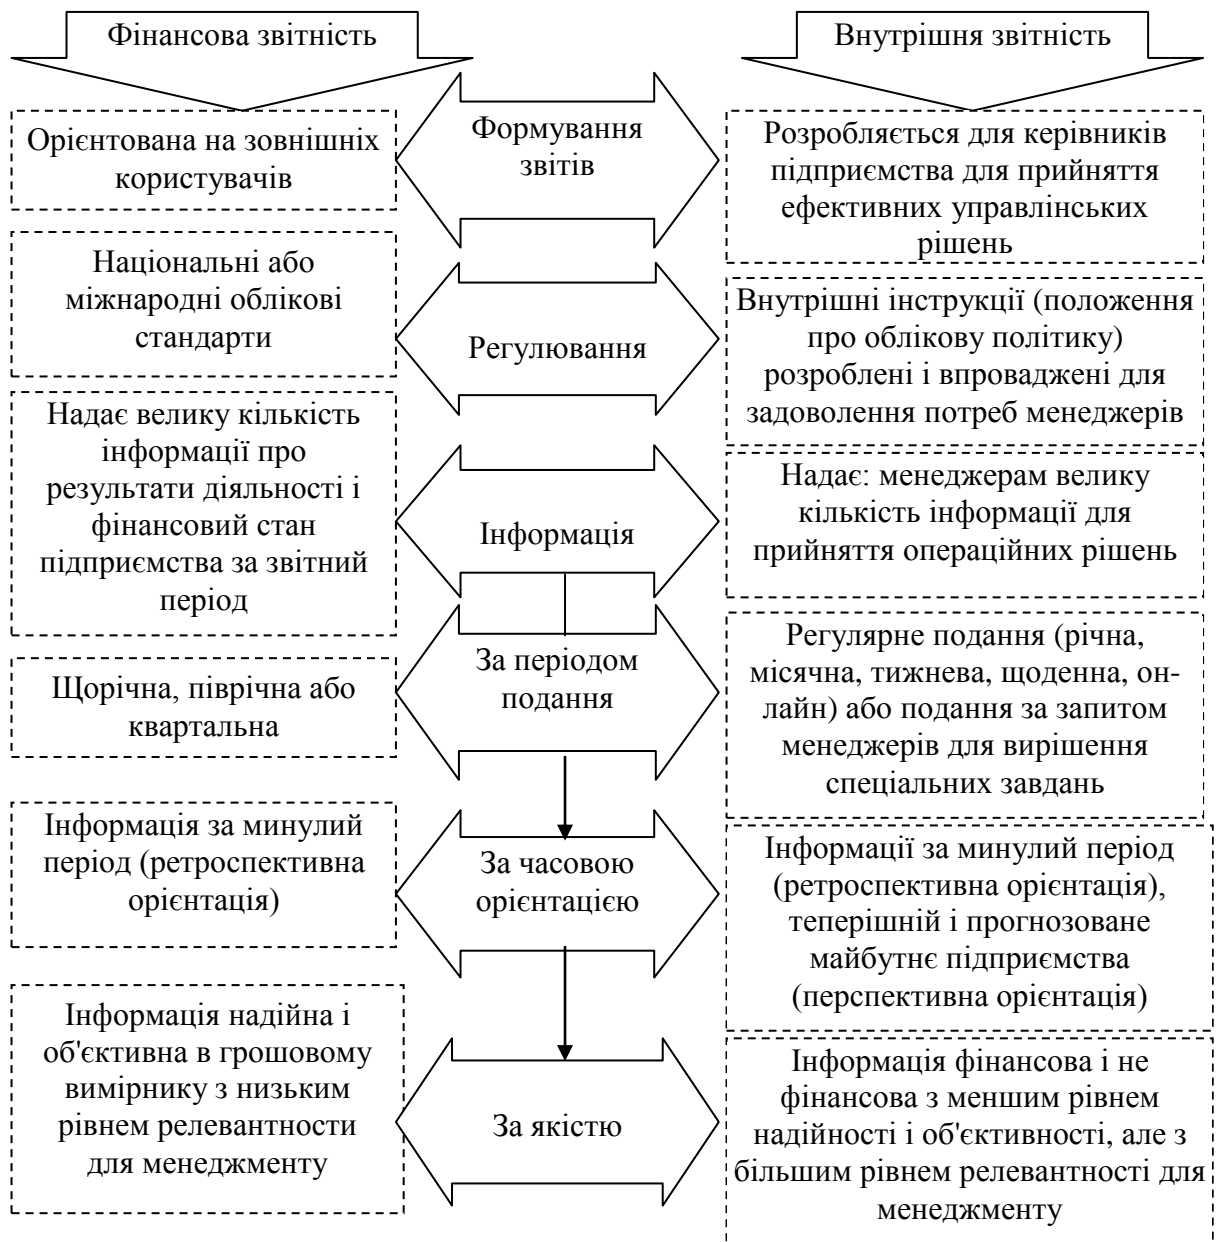 Фінансова звітність
Внутрішня звітність
Орієнтована на зовнішніх
користувачів
Формування
звітів
Розробляється для керівників
підприємства для прийняття
ефективних управлінських
рішень
Національні або
міжнародні облікові
стандарти
Регулювання
Внутрішні інструкції (положення
про облікову політику)
розроблені і впроваджені для
задоволення потреб менеджерів
Надає велику кількість
інформації про
результати діяльності і
фінансовий стан
підприємства за звітний
період
Інформація
Надає: менеджерам велику
кількість інформації для
прийняття операційних рішень
Щорічна, піврічна або
квартальна
За періодом
подання
Регулярне подання (річна,
місячна, тижнева, щоденна, он-
лайн) або подання за запитом
менеджерів для вирішення
спеціальних завдань
Інформація за минулий
період (ретроспективна
орієнтація)
За часовою
орієнтацією
Інформації за минулий період
(ретроспективна орієнтація),
теперішній і прогнозоване
майбутнє підприємства
(перспективна орієнтація)
Інформація надійна і
об'єктивна в грошовому
вимірнику з низьким
рівнем релевантности
для менеджменту
За якістю
Інформація фінансова і не
фінансова з меншим рівнем
надійності і об'єктивності, але з
більшим рівнем релевантності для
менеджменту